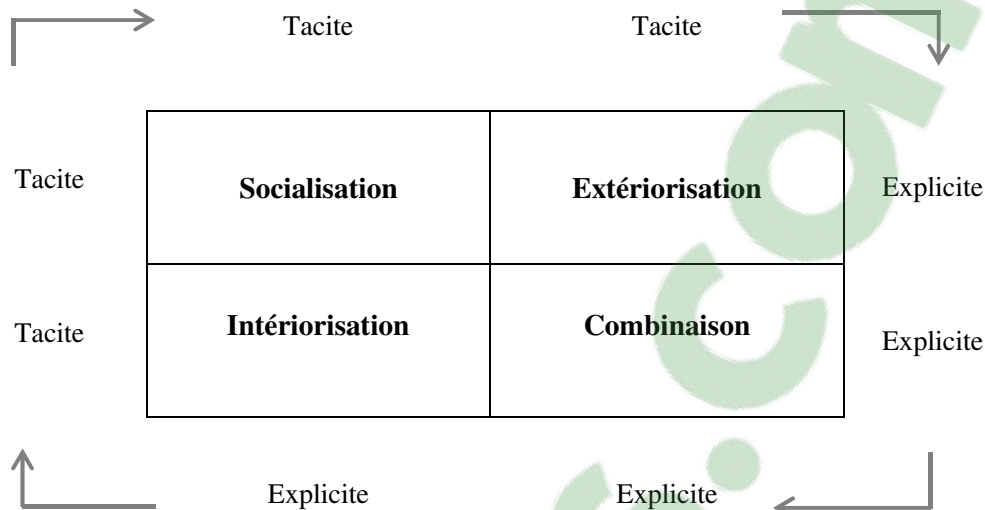 Tacite Tacite
Tacite Socialisation Extériorisation Explicite
Tacite Intériorisation Combinaison Explicite
Explicite Explicite